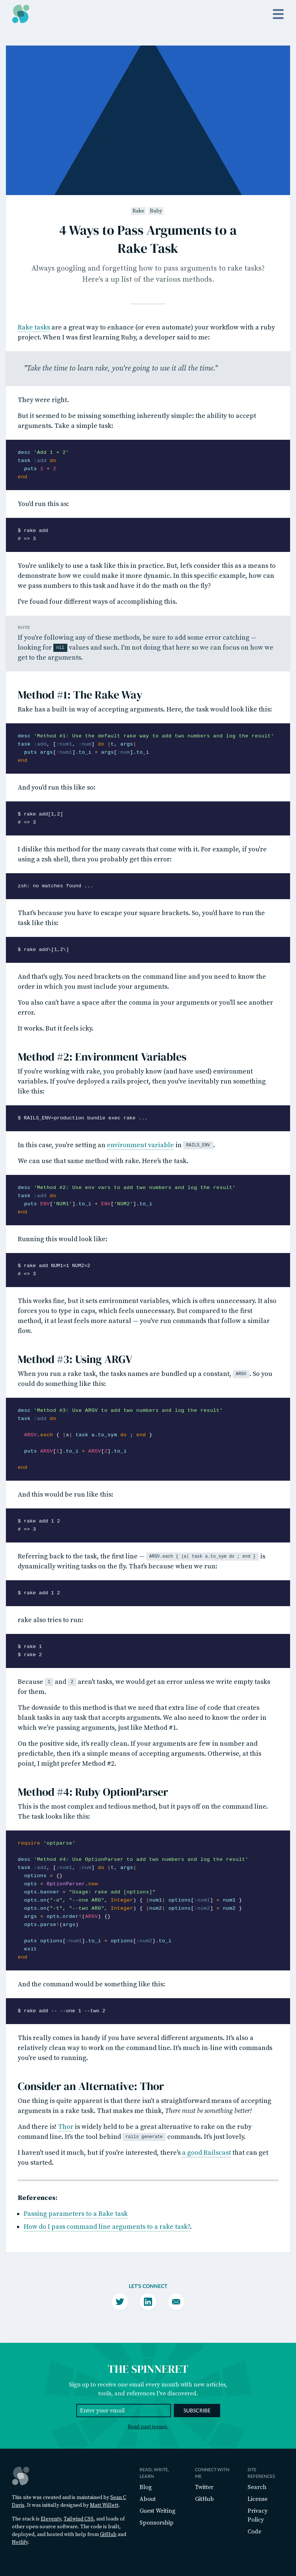 Rake Ruby
4 Ways to Pass Arguments to a
Rake Task
Always googling and forgetting how to pass arguments to rake tasks?
Here's a up list of the various methods.
Rake tasks are a great way to enhance (or even automate) your workflow with a ruby
project. When I was first learning Ruby, a developer said to me:
"Take the time to learn rake, you're going to use it all the time."
They were right.
But it seemed to be missing something inherently simple: the ability to accept
arguments. Take a simple task:
desc 'Add 1 + 2'
task :add do
puts 1 + 2
end
You'd run this as:
$ rake add
# => 3
You're unlikely to use a task like this in practice. But, let's consider this as a means to
demonstrate how we could make it more dynamic. In this specific example, how can
we pass numbers to this task and have it do the math on the fly?
I've found four different ways of accomplishing this.
NOTE
If you're following any of these methods, be sure to add some error catching —
looking for nil values and such. I'm not doing that here so we can focus on how we
get to the arguments.
Method #1: The Rake Way
Rake has a built-in way of accepting arguments. Here, the task would look like this:
desc 'Method #1: Use the default rake way to add two numbers and log the result'
task :add, [:num1, :num] do |t, args|
puts args[:num1].to_i + args[:num].to_i
end
And you'd run this like so:
$ rake add[1,2]
# => 3
I dislike this method for the many caveats that come with it. For example, if you're
using a zsh shell, then you probably get this error:
zsh: no matches found ...
That's because you have to escape your square brackets. So, you'd have to run the
task like this:
$ rake add\[1,2\]
And that's ugly. You need brackets on the command line and you need to know the
order in which you must include your arguments.
You also can't have a space after the comma in your arguments or you'll see another
error.
It works. But it feels icky.
Method #2: Environment Variables
If you're working with rake, you probably know (and have used) environment
variables. If you've deployed a rails project, then you've inevitably run something
like this:
$ RAILS_ENV=production bundle exec rake ...
In this case, you're setting an environment variable in RAILS_ENV.
We can use that same method with rake. Here's the task.
desc 'Method #2: Use env vars to add two numbers and log the result'
task :add do
puts ENV['NUM1'].to_i + ENV['NUM2'].to_i
end
Running this would look like:
$ rake add NUM1=1 NUM2=2
# => 3
This works fine, but it sets environment variables, which is often unnecessary. It also
forces you to type in caps, which feels unnecessary. But compared to the first
method, it at least feels more natural — you've run commands that follow a similar
flow.
Method #3: Using ARGV
When you run a rake task, the tasks names are bundled up a constant, ARGV. So you
could do something like this:
desc 'Method #3: Use ARGV to add two numbers and log the result'
task :add do
ARGV.each { |a| task a.to_sym do ; end }
puts ARGV[1].to_i + ARGV[2].to_i
end
And this would be run like this:
$ rake add 1 2
# => 3
Referring back to the task, the first line — ARGV.each { |a| task a.to_sym do ; end } is
dynamically writing tasks on the fly. That's because when we run:
$ rake add 1 2
rake also tries to run:
$ rake 1
$ rake 2
Because 1 and 2 aren't tasks, we would get an error unless we write empty tasks
for them.
The downside to this method is that we need that extra line of code that creates
blank tasks in any task that accepts arguments. We also need to know the order in
which we're passing arguments, just like Method #1.
On the positive side, it's really clean. If your arguments are few in number and
predictable, then it's a simple means of accepting arguments. Otherwise, at this
point, I might prefer Method #2.
Method #4: Ruby OptionParser
This is the most complex and tedious method, but it pays off on the command line.
The task looks like this:
require 'optparse'
desc 'Method #4: Use OptionParser to add two numbers and log the result'
task :add, [:num1, :num] do |t, args|
options = {}
opts = OptionParser.new
opts.banner = "Usage: rake add [options]"
opts.on("-o", "--one ARG", Integer) { |num1| options[:num1] = num1 }
opts.on("-t", "--two ARG", Integer) { |num2| options[:num2] = num2 }
args = opts.order!(ARGV) {}
opts.parse!(args)
puts options[:num1].to_i + options[:num2].to_i
exit
end
And the command would be something like this:
$ rake add -- --one 1 --two 2
This really comes in handy if you have several different arguments. It's also a
relatively clean way to work on the command line. It's much in-line with command
you're used to running.
Consider an Alternative: Thor
One thing is quite apparent is that there isn't a straightforward means of accepting
arguments in a rake task. That makes me think, There must be something better!
And there is! Thor is widely held to be a great alternative to rake on the ruby
command line. It's the tool behind rails generate commands. It's just lovely.
I haven't used it much, but if you're interested, there's a good Railscast that can get
you started.
References:
Passing parameters to a Rake task
How do I pass command line arguments to a rake task?.
LET'S CONNECT
THE SPINNERET
Sign up to receive one email every month with new articles,
tools, and references I've discovered.
Enter your email SUBSCRIBE
Read past issues.
This site was created and is maintained by Sean C
Davis. It was initially designed by Matt Willett.
The stack is Eleventy, Tailwind CSS, and a handful of
other open-source software. The code is built,
deployed, and hosted with help from GitHub and
Netlify.
READ, WRITE,
LEARN
Blog
About
Guest Writing
Sponsorship
CONNECT WITH
ME
Twitter
GitHub
SITE
REFERENCES
Search
License
Privacy
Policy
Code